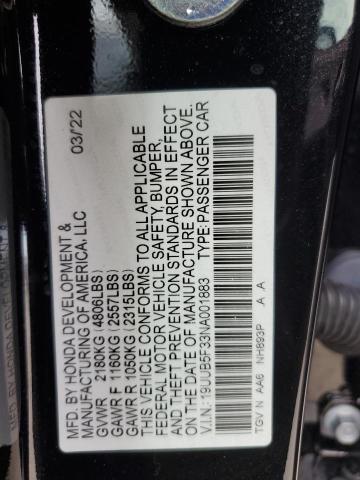 MFD. BY HONDA DEVELOPMENT &
MANUFACTURING OF AMERICA, LLC 03/22
GVWR 2180KG (4806LBS)
GAWR F 1160KG (2557LBS)
GAWR R 1050KG (2315LBS)
THIS VEHICLE CONFORMS TO ALL APPLICABLE
FEDERAL MOTOR VEHICLE SAFETY, BUMPER,
AND THEFT PREVENTION STANDARDS IN EFFECT
ON THE DATE OF MANUFACTURE SHOWN ABOVE.
V.I.N.: 19UUB5F33NA001883 TYPE: PASSENGER CAR
TGV N AA6 NH893P A A